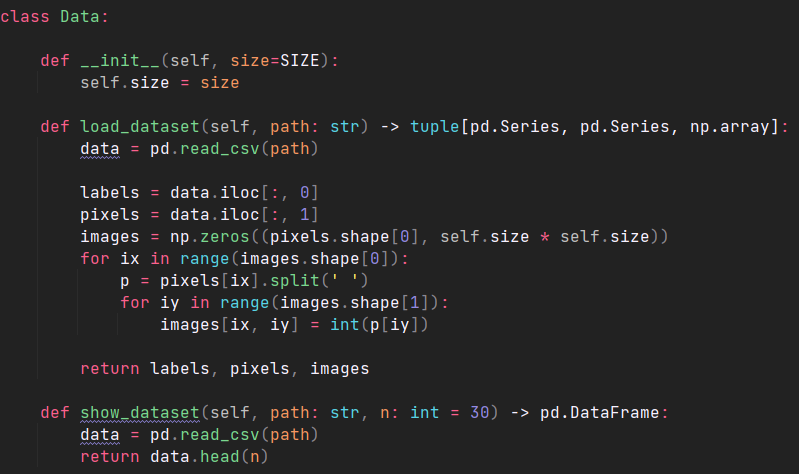 class Data:
    def __init__(self, size=SIZE):
        self.size = size
    def load_dataset(self, path: str) -> tuple[pd.Series, pd.Series, np.array]:
        data = pd.read_csv(path)
        labels = data.iloc[:, 0]
        pixels = data.iloc[:, 1]
        images = np.zeros((pixels.shape[0], self.size * self.size))
        for ix in range(images.shape[0]):
            p = pixels[ix].split(' ')
            for iy in range(images.shape[1]):
                images[ix, iy] = int(p[iy])
        return labels, pixels, images
    def show_dataset(self, path: str, n: int = 30) -> pd.DataFrame:
        data = pd.read_csv(path)
        return data.head(n)